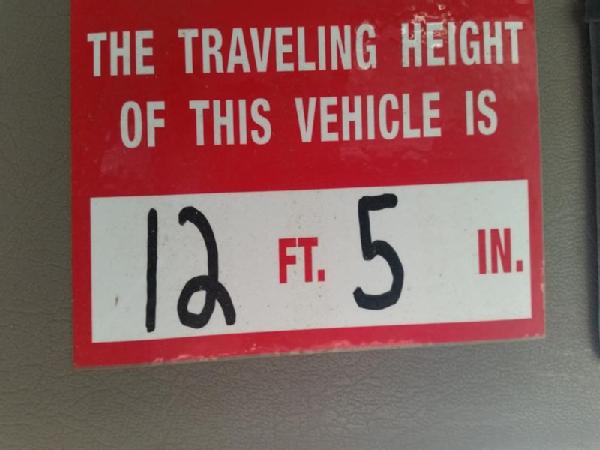 THE TRAVELING HEIGHT
OF THIS VEHICLE IS
12 FT. 5 IN.